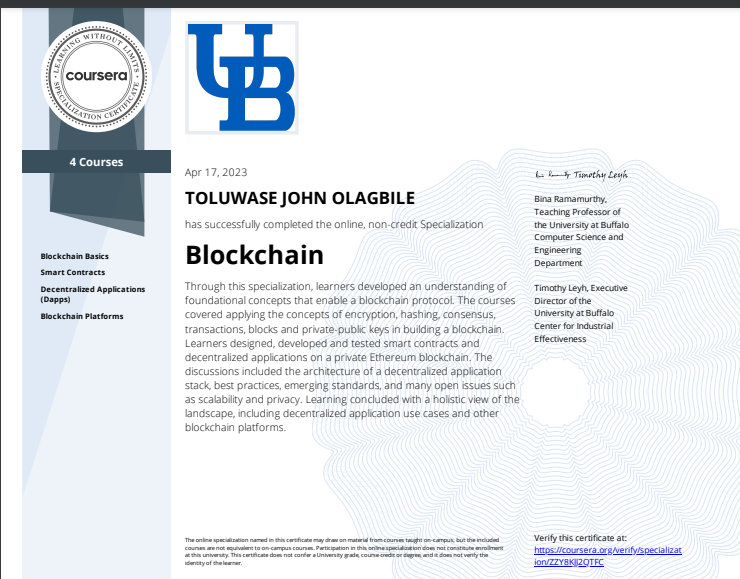 LEARNING WITHOUT LIMITS
coursera
SPECIALIZATION CERTIFICATE
4 Courses
Blockchain Basics
Smart Contracts
Decentralized Applications
(Dapps)
Blockchain Platforms
UB
Apr 17, 2023
TOLUWASE JOHN OLAGBILE
has successfully completed the online, non-credit Specialization
Blockchain
Through this specialization, learners developed an understanding of
foundational concepts that enable a blockchain protocol. The courses
covered applying the concepts of encryption, hashing, consensus,
transactions, blocks and private-public keys in building a blockchain.
Learners designed, developed and tested smart contracts and
decentralized applications on a private Ethereum blockchain. The
discussions included the architecture of a decentralized application
stack, best practices, emerging standards, and many open issues such
as scalability and privacy. Learning concluded with a holistic view of the
landscape, including decentralized application use cases and other
blockchain platforms.
Timothy Leyh
Bina Ramamurthy,
Teaching Professor of
the University at Buffalo
Computer Science and
Engineering
Department
Timothy Leyh, Executive
Director of the
University at Buffalo
Center for Industrial
Effectiveness
The online specialization named in this certificate may draw on material from courses taught on-campus, but the included
courses are not equivalent to on-campus courses. Participation in this online specialization does not constitute enrollment
at this university. This certificate does not confer a University grade, course credit or degree, and it does not verify the
identity of the learner.
Verify this certificate at:
https://coursera.org/verify/specializat
ion/ZZY8KJJ2QTFC